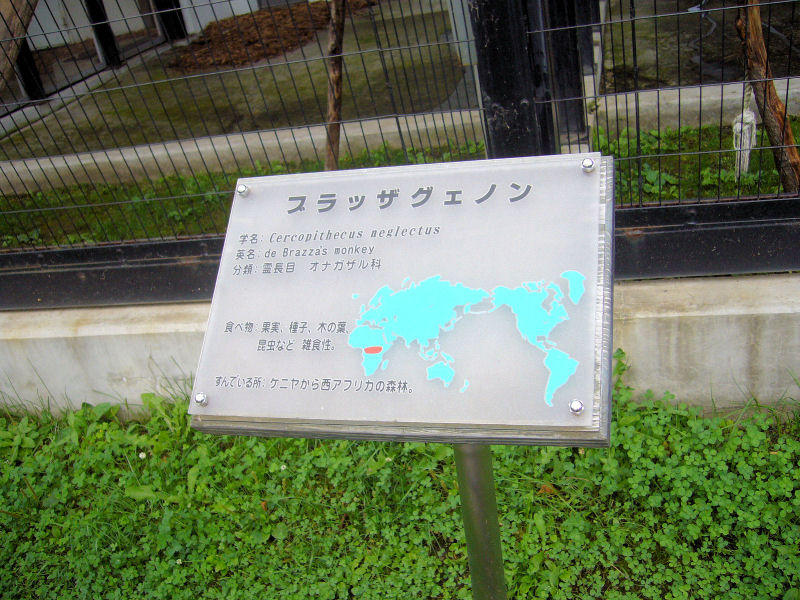 ブラッザグェノン
学名：Cercopithecus neglectus
英名：de Brazza's monkey
分類：霊長目　オナガザル科
食べ物：果実、種子、木の葉、
昆虫など 雑食性。
すんでいる所：ケニヤから西アフリカの森林。